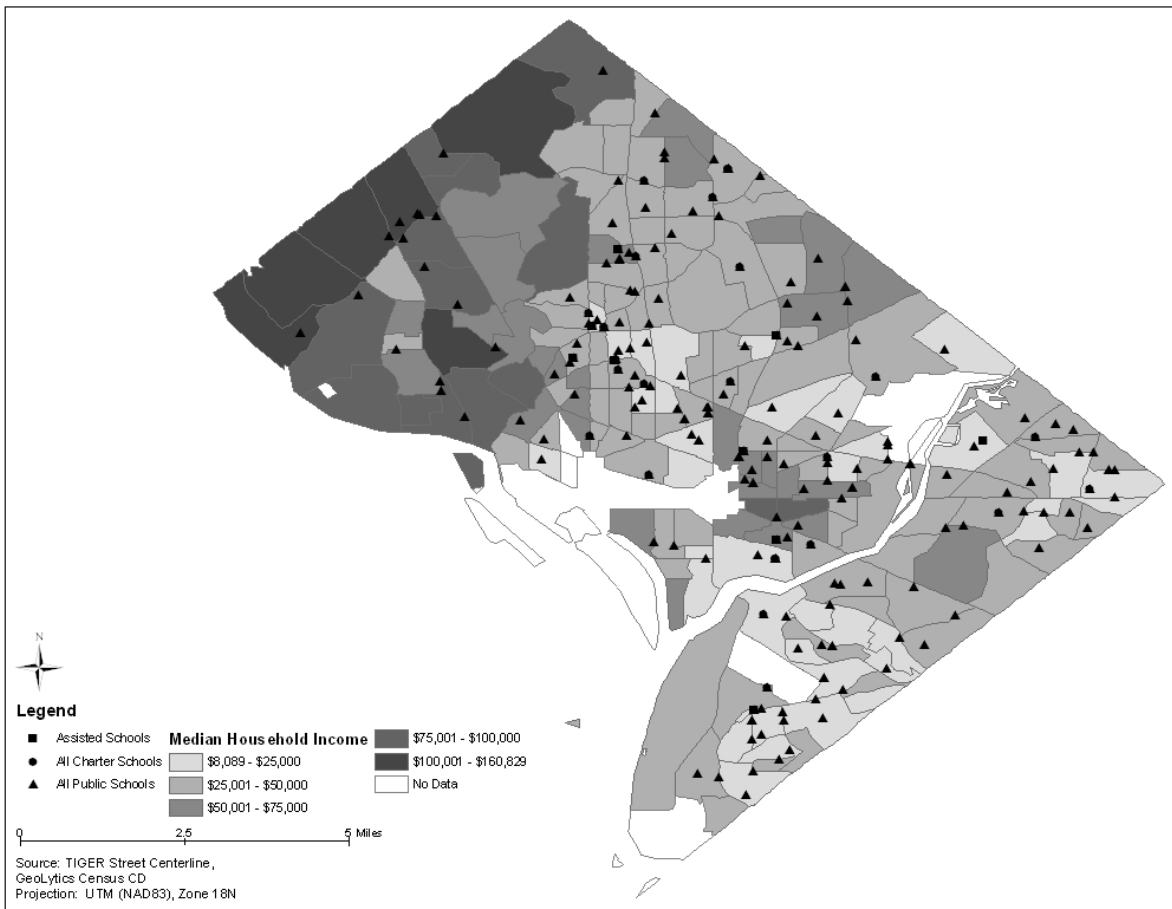 N
Legend
Assisted Schools
All Charter Schools
All Public Schools
Median Household Income
$8,089 - $25,000
$25,001 - $50,000
$50,001 - $75,000
$75,001 - $100,000
$100,001 - $160,829
No Data
0 2.5 5 Miles
Source: TIGER Street Centerline,
GeoLytics Census CD
Projection: UTM (NAD83), Zone 18N